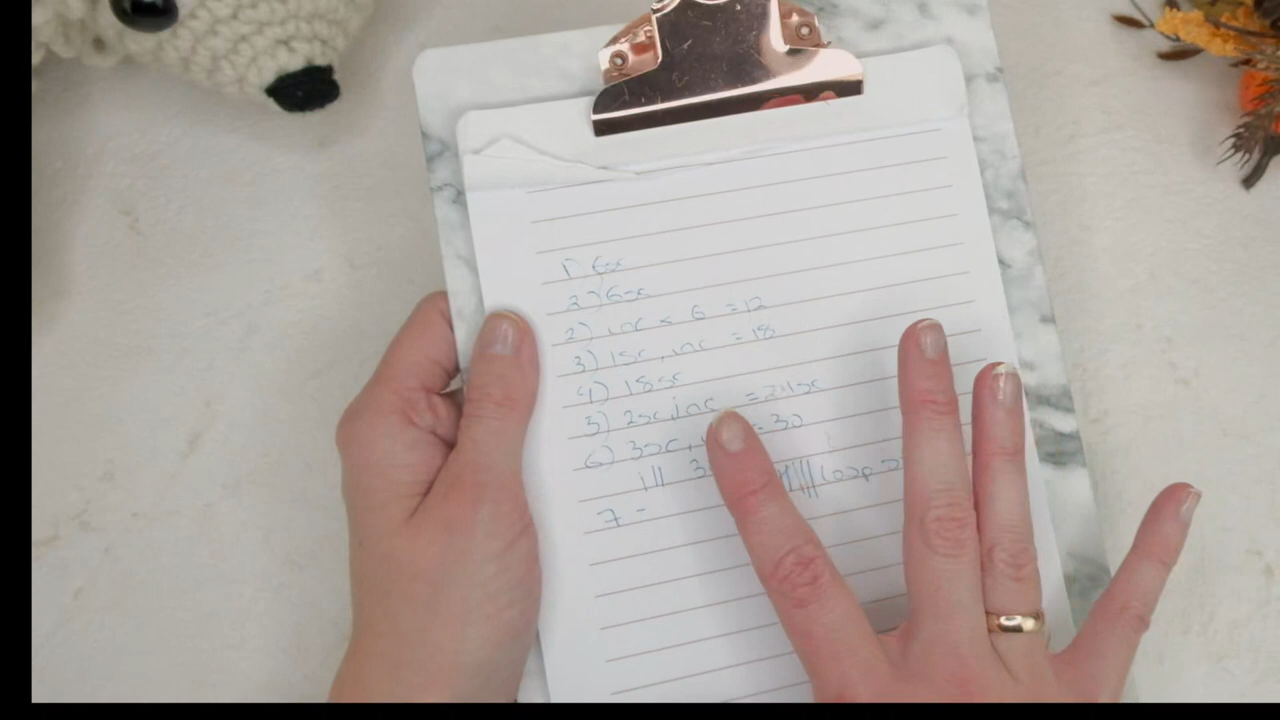 1) 6sc
2) 6sc
2) inc x 6 = 12
3) 1sc, inc = 18
4) 18sc
5) 2sc, inc = 24sc
6) 3sc, = 30
7 -